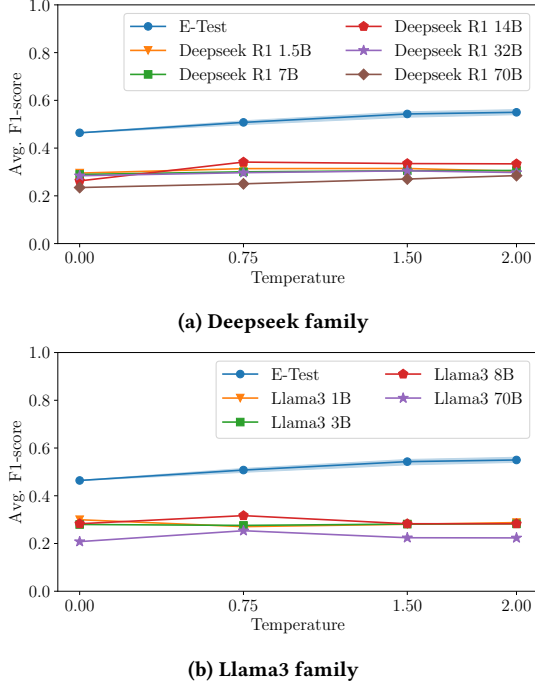 1.0
0.8
0.6
0.4
0.2
0.0
Avg. F1-score
E-Test
Deepseek R1 1.5B
Deepseek R1 7B
Deepseek R1 14B
Deepseek R1 32B
Deepseek R1 70B
0.00 0.75 1.50 2.00
Temperature
(a) Deepseek family
1.0
0.8
0.6
0.4
0.2
0.0
Avg. F1-score
E-Test
Llama3 1B
Llama3 3B
Llama3 8B
Llama3 70B
0.00 0.75 1.50 2.00
Temperature
(b) Llama3 family